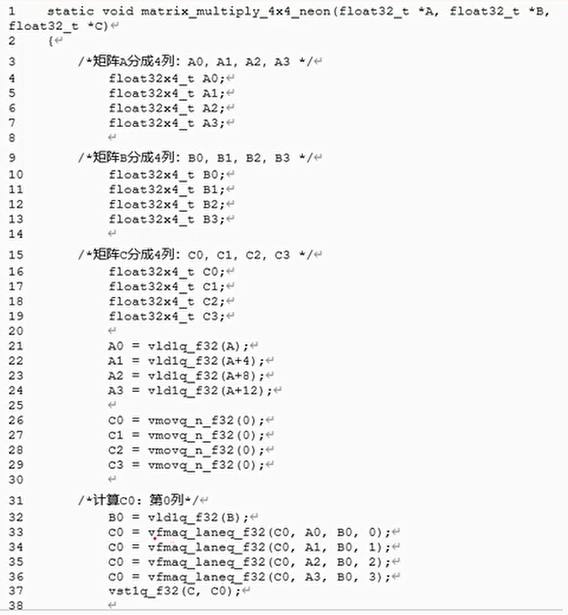 1 static void matrix_multiply_4x4_neon(float32_t *A, float32_t *B,
float32_t *C)↵
2 {↵
3 /*矩阵A分成4列：A0, A1, A2, A3 */↵
4 float32x4_t A0;↵
5 float32x4_t A1;↵
6 float32x4_t A2;↵
7 float32x4_t A3;↵
8 ↵
9 /*矩阵B分成4列：B0, B1, B2, B3 */↵
10 float32x4_t B0;↵
11 float32x4_t B1;↵
12 float32x4_t B2;↵
13 float32x4_t B3;↵
14 ↵
15 /*矩阵C分成4列：C0, C1, C2, C3 */↵
16 float32x4_t C0;↵
17 float32x4_t C1;↵
18 float32x4_t C2;↵
19 float32x4_t C3;↵
20 ↵
21 A0 = vld1q_f32(A);↵
22 A1 = vld1q_f32(A+4);↵
23 A2 = vld1q_f32(A+8);↵
24 A3 = vld1q_f32(A+12);↵
25 ↵
26 C0 = vmovq_n_f32(0);↵
27 C1 = vmovq_n_f32(0);↵
28 C2 = vmovq_n_f32(0);↵
29 C3 = vmovq_n_f32(0);↵
30 ↵
31 /*计算C0：第0列*/↵
32 B0 = vld1q_f32(B);↵
33 C0 = vfmaq_laneq_f32(C0, A0, B0, 0);↵
34 C0 = vfmaq_laneq_f32(C0, A1, B0, 1);↵
35 C0 = vfmaq_laneq_f32(C0, A2, B0, 2);↵
36 C0 = vfmaq_laneq_f32(C0, A3, B0, 3);↵
37 vst1q_f32(C, C0);↵
38 ↵